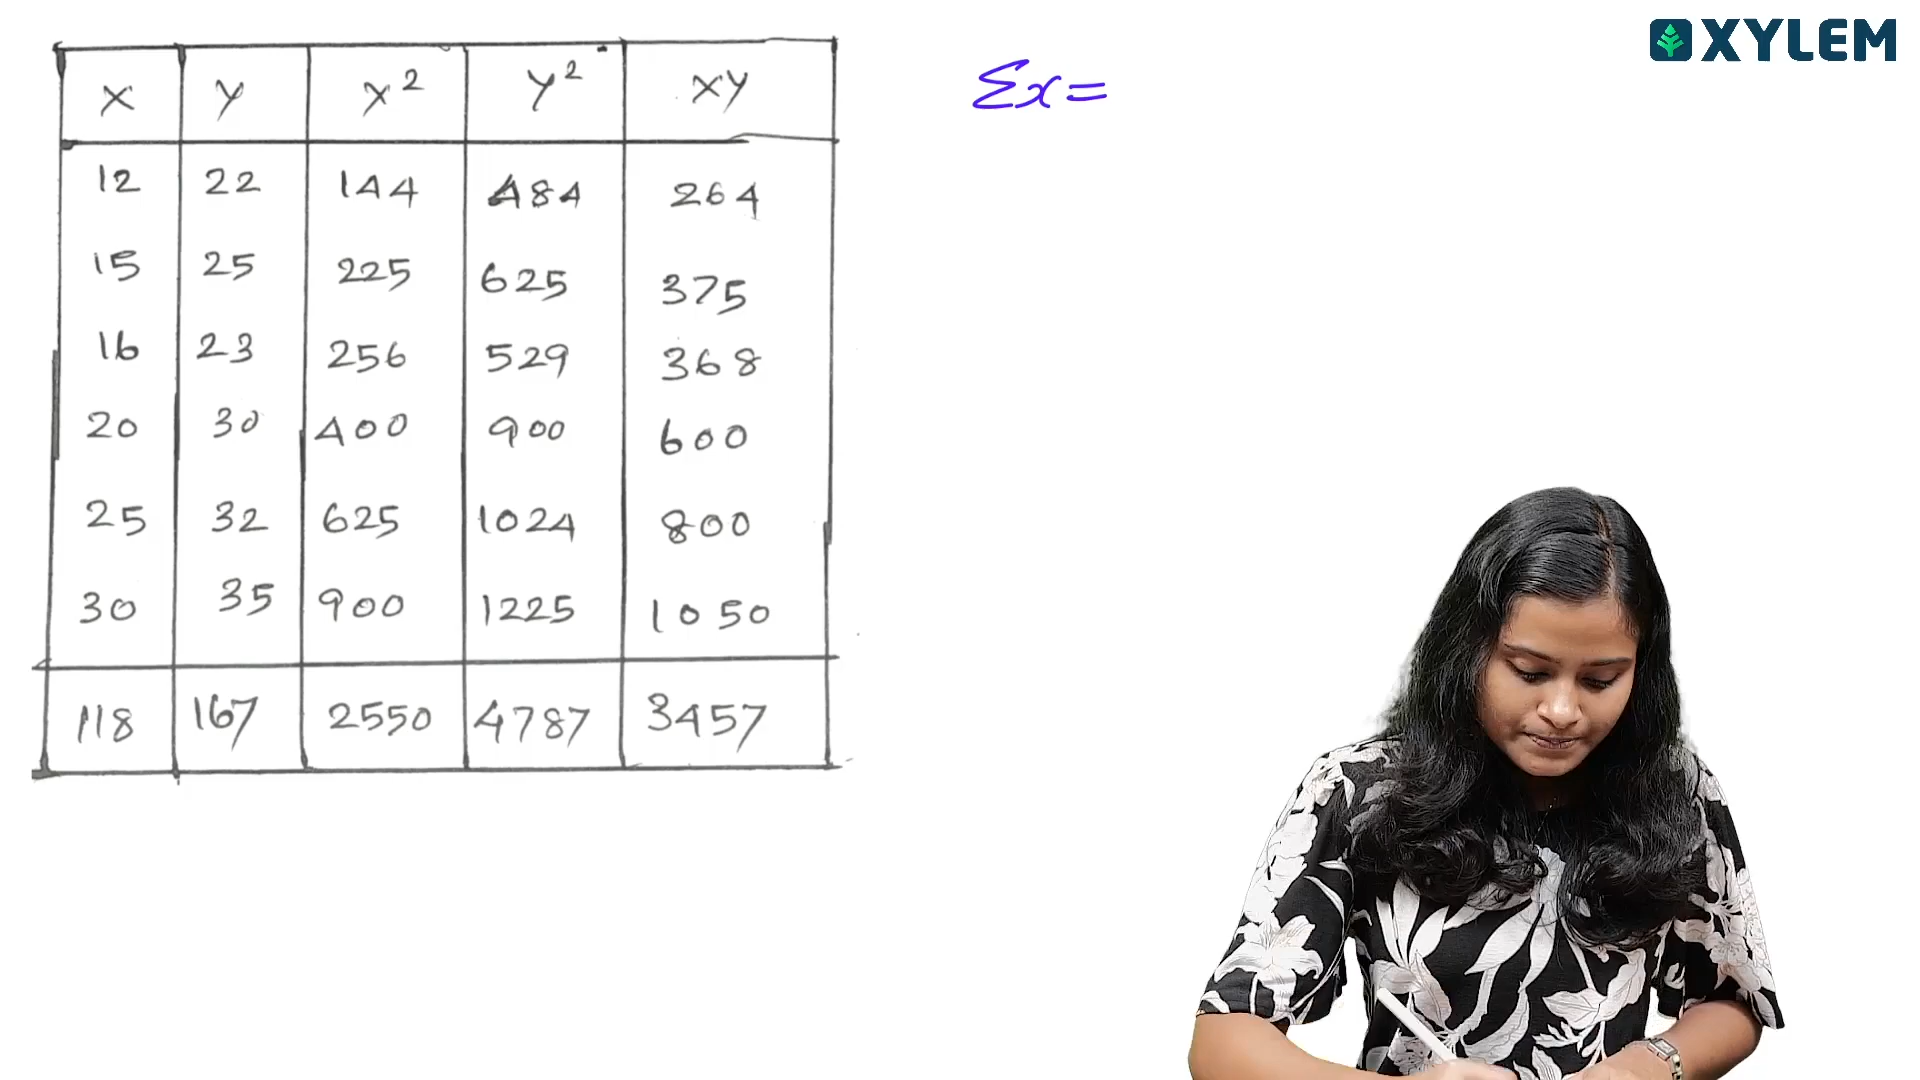 XYLEM
Σx=
x y x² y² xy
12 22 144 484 264
15 25 225 625 375
16 23 256 529 368
20 30 400 900 600
25 32 625 1024 800
30 35 900 1225 1050
118 167 2550 4787 3457